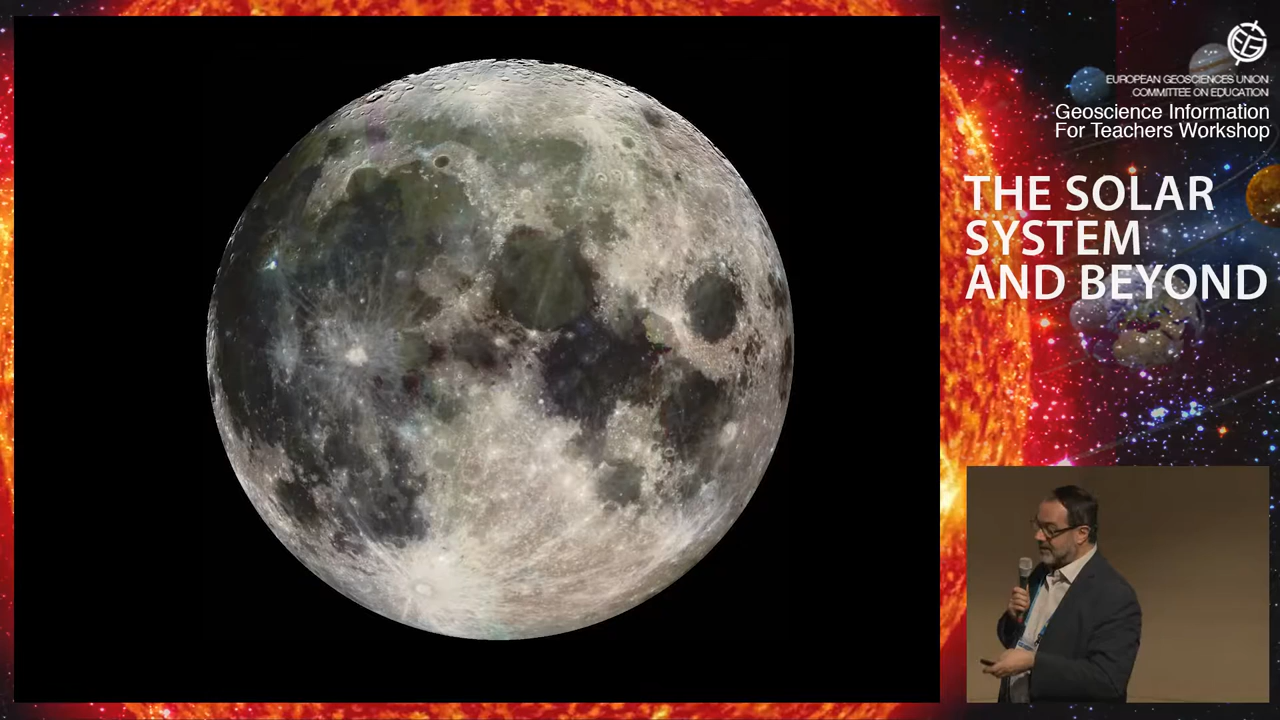 EUROPEAN GEOSCIENCES UNION
COMMITTEE ON EDUCATION
Geoscience Information
For Teachers Workshop
THE SOLAR
SYSTEM
AND BEYOND